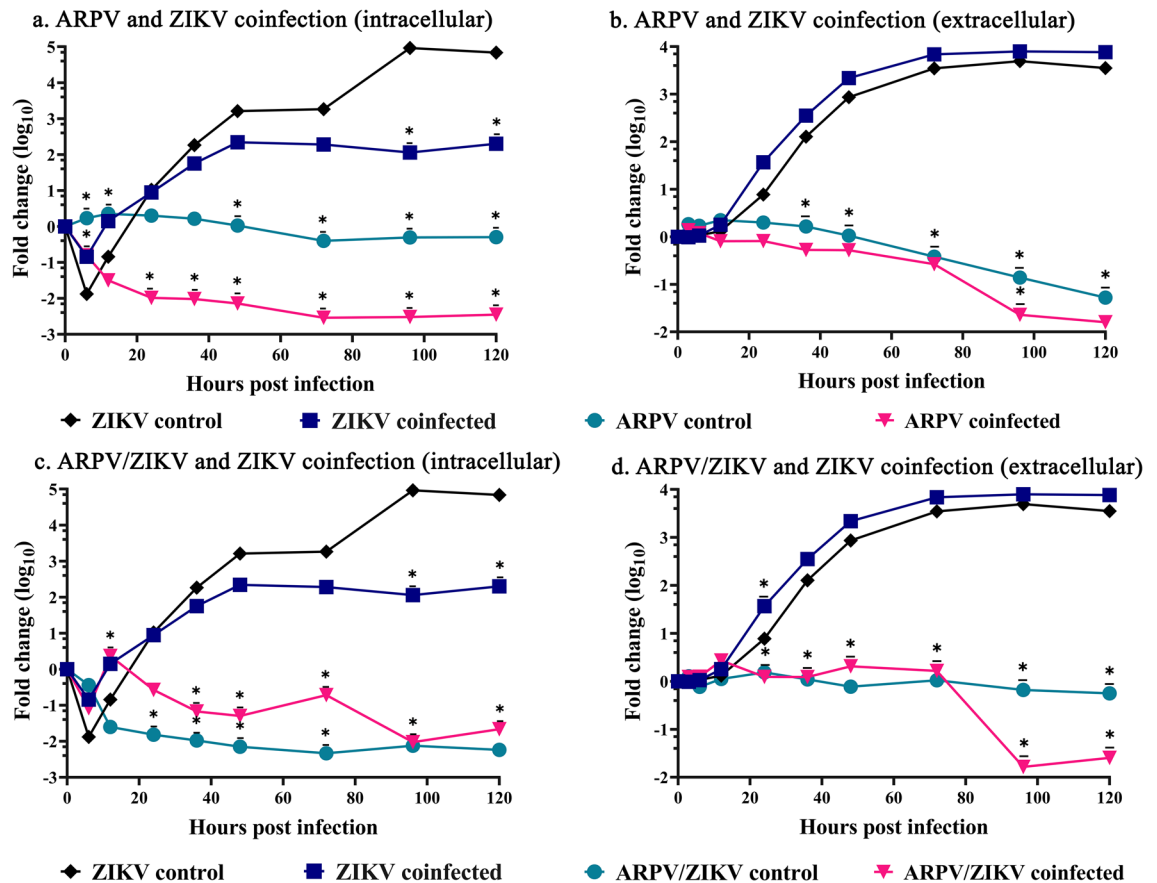 a. ARPV and ZIKV coinfection (intracellular)
5
4
3
2
1
0
-1
-2
-3
Fold change (log10)
* * * * * * * * * * * * * * * *
0 20 40 60 80 100 120
Hours post infection
b. ARPV and ZIKV coinfection (extracellular)
4
3
2
1
0
-1
-2
Fold change (log10)
* * * * * *
0 20 40 60 80 100 120
Hours post infection
ZIKV control ZIKV coinfected ARPV control ARPV coinfected
c. ARPV/ZIKV and ZIKV coinfection (intracellular)
5
4
3
2
1
0
-1
-2
-3
Fold change (log10)
* * * * * * * * * * * *
0 20 40 60 80 100 120
Hours post infection
d. ARPV/ZIKV and ZIKV coinfection (extracellular)
4
3
2
1
0
-1
-2
Fold change (log10)
* * * * * * * * *
0 20 40 60 80 100 120
Hours post infection
ZIKV control ZIKV coinfected ARPV/ZIKV control ARPV/ZIKV coinfected